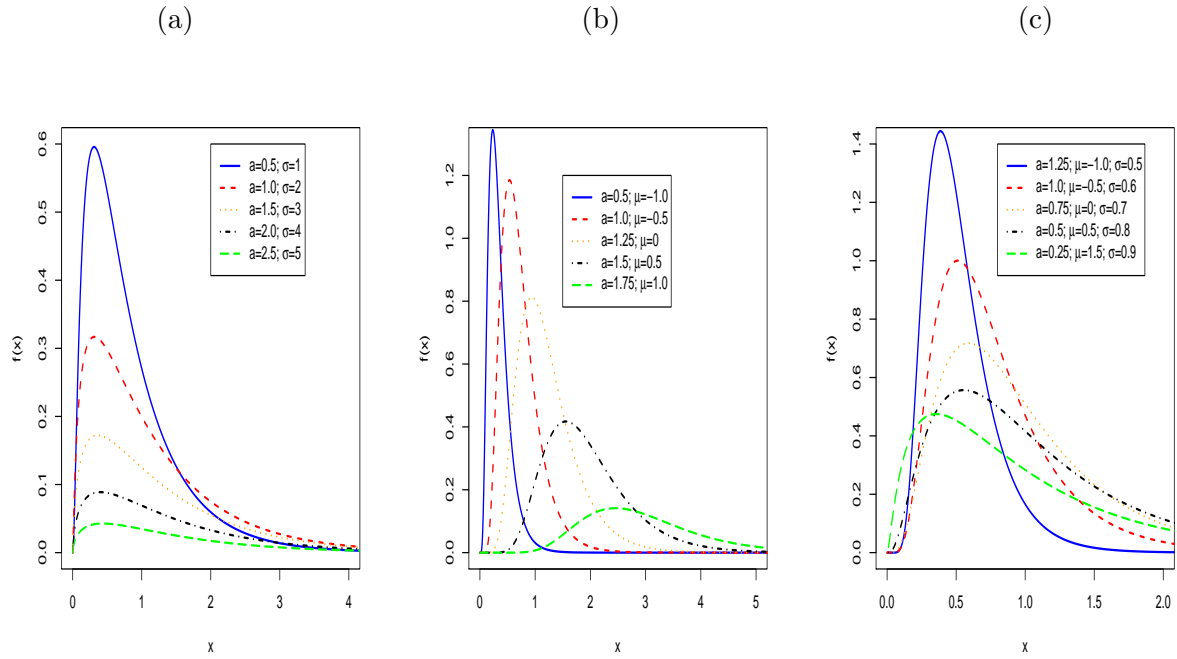 (a)
(b)
(c)
a=0.5; σ=1
a=1.0; σ=2
a=1.5; σ=3
a=2.0; σ=4
a=2.5; σ=5
0.6
0.5
0.4
0.3
0.2
0.1
0.0
f(x)
0 1 2 3 4
x
a=0.5; μ=−1.0
a=1.0; μ=−0.5
a=1.25; μ=0
a=1.5; μ=0.5
a=1.75; μ=1.0
1.2
1.0
0.8
0.6
0.4
0.2
0.0
f(x)
0 1 2 3 4 5
x
a=1.25; μ=−1.0; σ=0.5
a=1.0; μ=−0.5; σ=0.6
a=0.75; μ=0; σ=0.7
a=0.5; μ=0.5; σ=0.8
a=0.25; μ=1.5; σ=0.9
1.4
1.2
1.0
0.8
0.6
0.4
0.2
0.0
f(x)
0.0 0.5 1.0 1.5 2.0
x